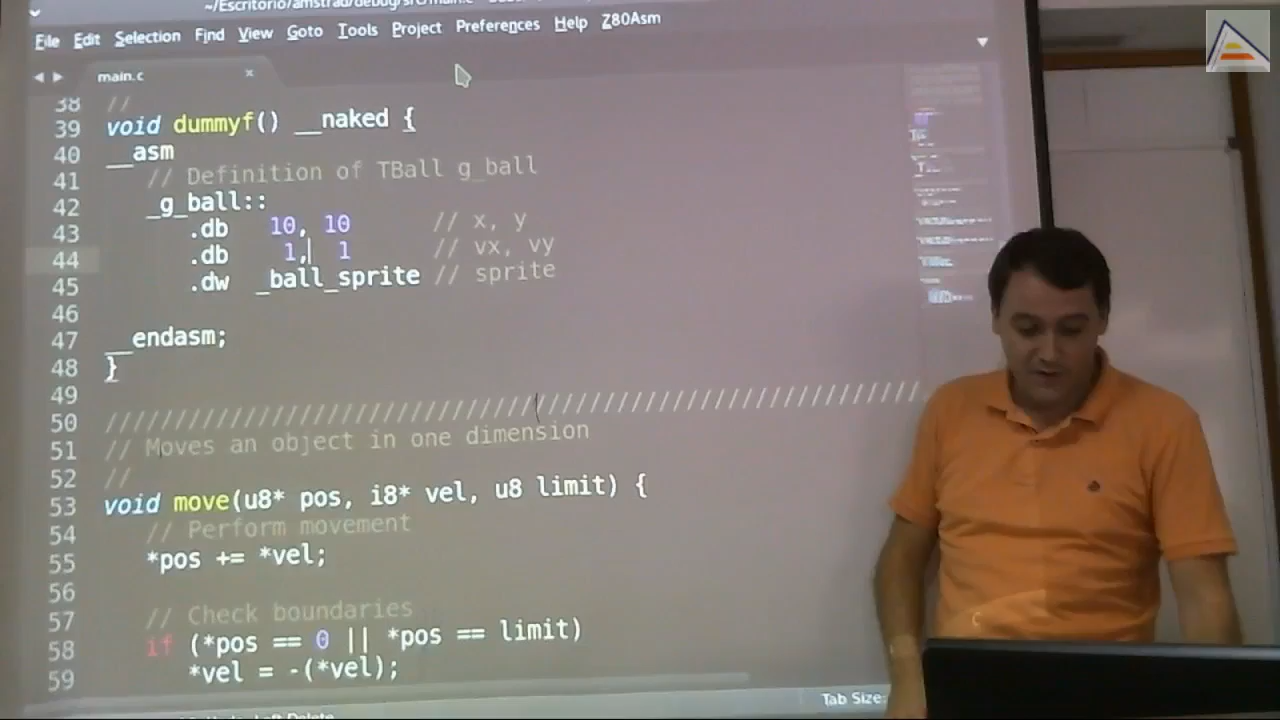 ~/Escritorio/amstrad/debug/src/main.c
File Edit Selection Find View Goto Tools Project Preferences Help Z80Asm
main.c ×
38 //
39 void dummyf() __naked {
40 __asm
41 // Definition of TBall g_ball
42 _g_ball::
43 .db 10, 10 // x, y
44 .db 1, 1 // vx, vy
45 .dw _ball_sprite // sprite
46
47 __endasm;
48 }
49
50 //////////////////////////////////////////////////////////////
51 // Moves an object in one dimension
52 //
53 void move(u8* pos, i8* vel, u8 limit) {
54 // Perform movement
55 *pos += *vel;
56
57 // Check boundaries
58 if (*pos == 0 || *pos == limit)
59 *vel = -(*vel);
Tab Size: